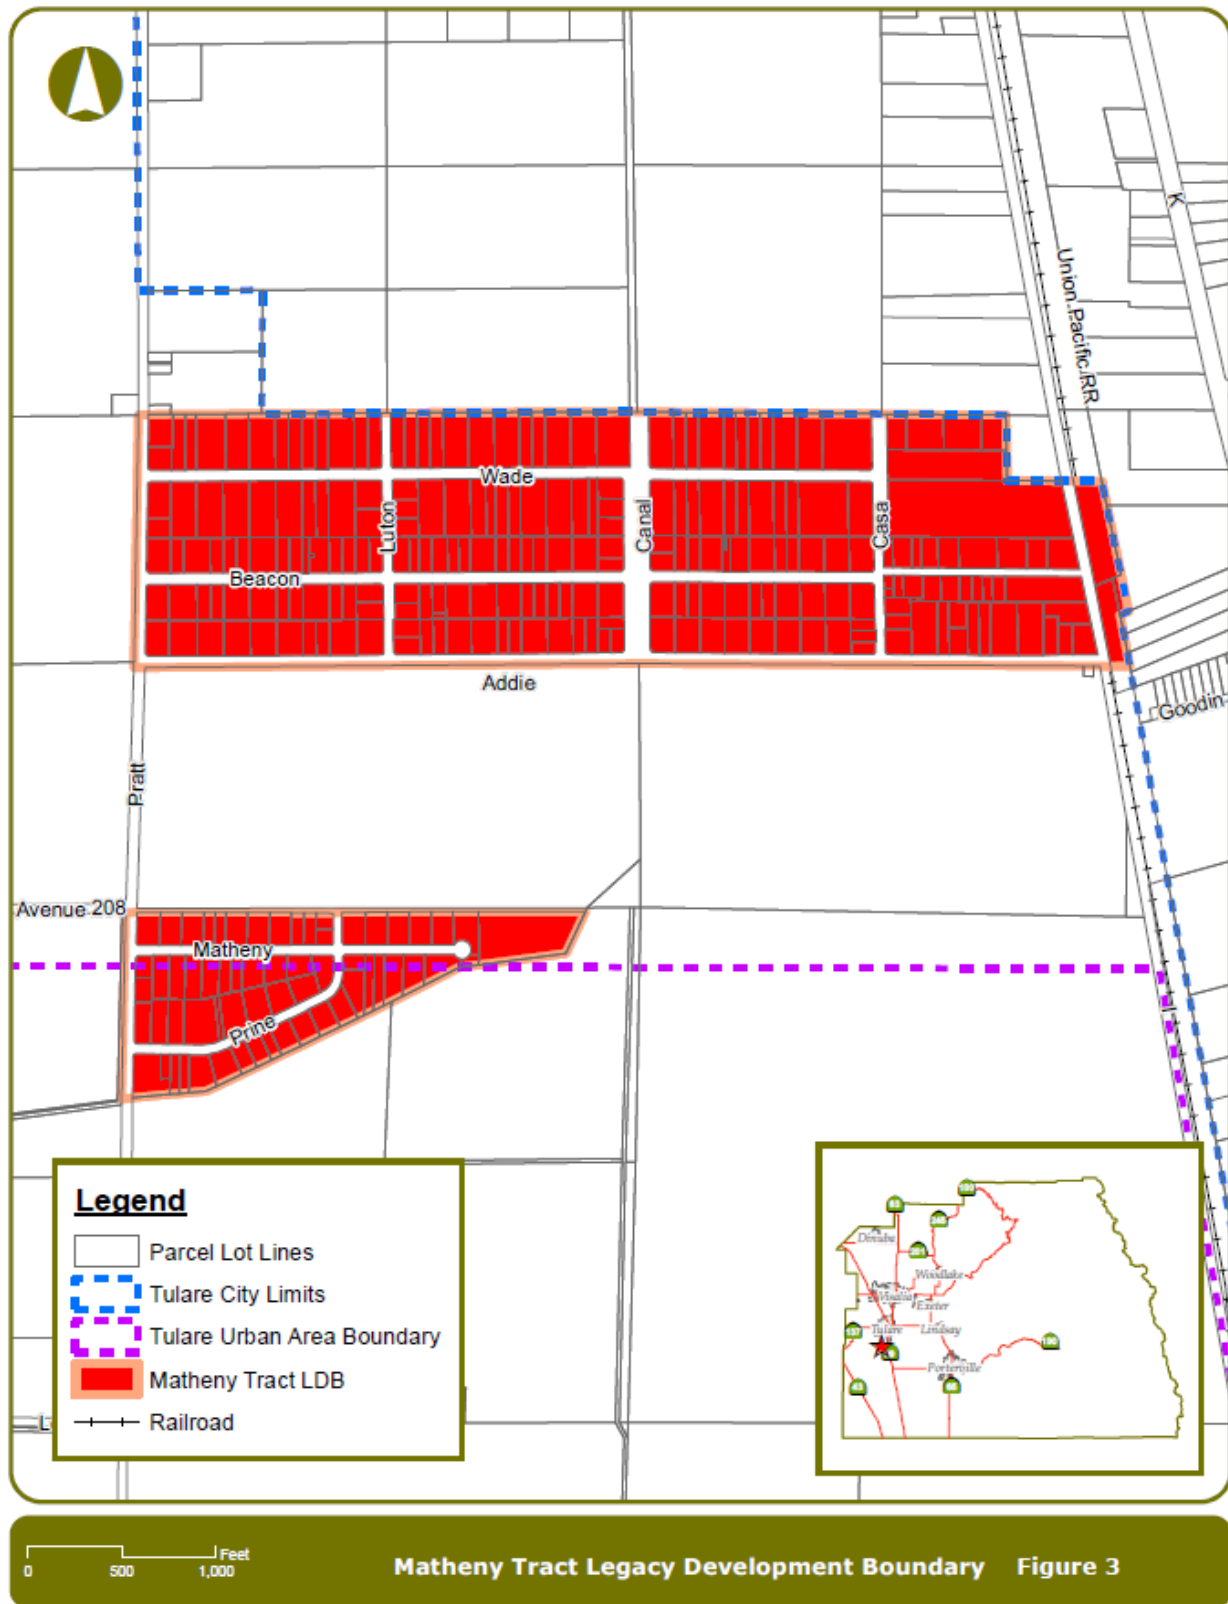 K
Union Pacific RR
Wade
Luton
Canal
Casa
Beacon
Addie
Goodin
Pratt
Avenue 208
Matheny
Prine
I
Legend
Parcel Lot Lines
Tulare City Limits
Tulare Urban Area Boundary
Matheny Tract LDB
Railroad
Dinuba
Woodlake
Visalia
Exeter
Tulare
Lindsay
Porterville
Feet
0 500 1,000
Matheny Tract Legacy Development Boundary Figure 3